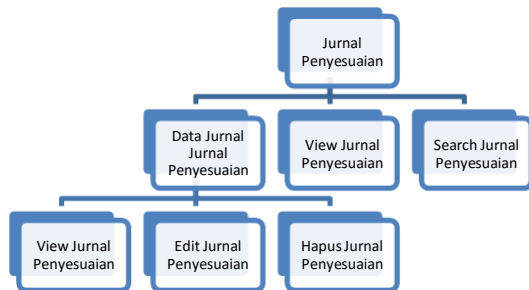 Jurnal
Penyesuaian
Data Jurnal
Jurnal
Penyesuaian
View Jurnal
Penyesuaian
Search Jurnal
Penyesuaian
View Jurnal
Penyesuaian
Edit Jurnal
Penyesuaian
Hapus Jurnal
Penyesuaian